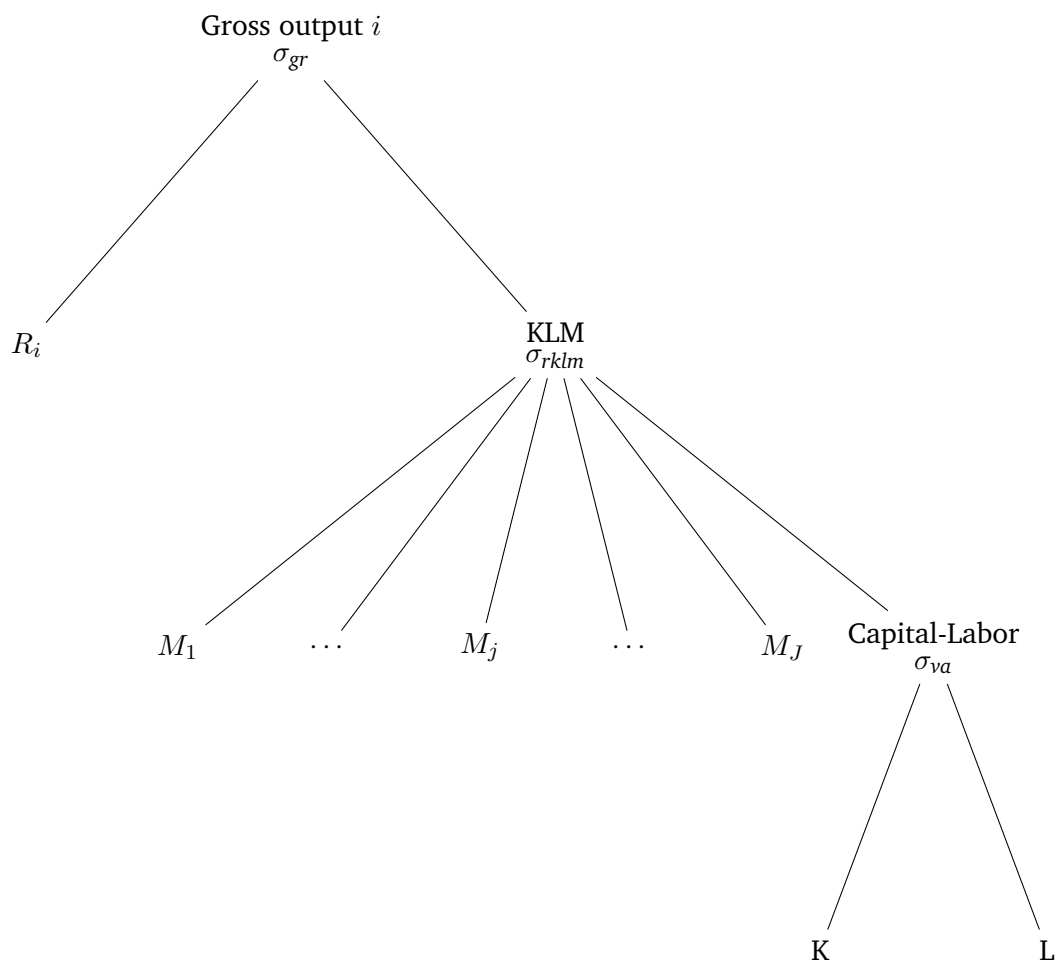 Gross output i
σgr
Ri
KLM
σrklm
M1
...
Mj
...
MJ
Capital-Labor
σva
K
L